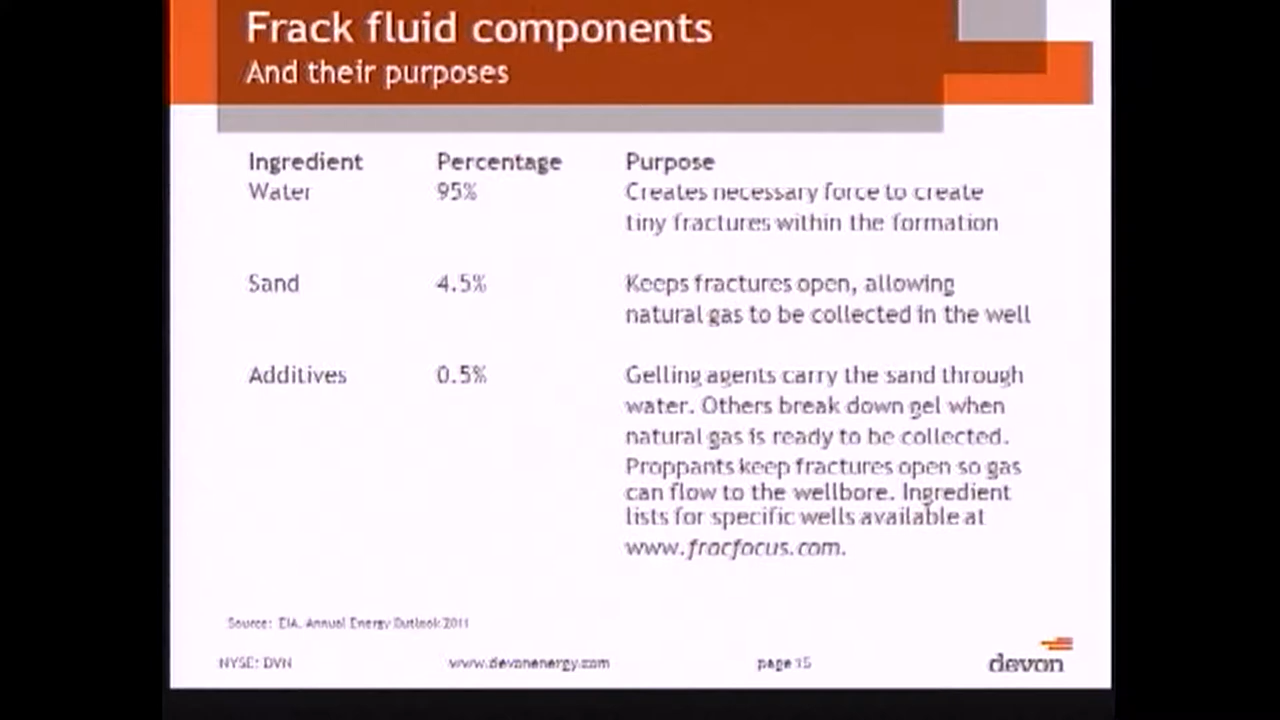 Frack fluid components
And their purposes
Ingredient Percentage Purpose
Water 95% Creates necessary force to create
tiny fractures within the formation
Sand 4.5% Keeps fractures open, allowing
natural gas to be collected in the well
Additives 0.5% Gelling agents carry the sand through
water. Others break down gel when
natural gas is ready to be collected.
Proppants keep fractures open so gas
can flow to the wellbore. Ingredient
lists for specific wells available at
www.fracfocus.com.
Source: EIA, Annual Energy Outlook 2011
NYSE: DVN www.devonenergy.com page 15 devon